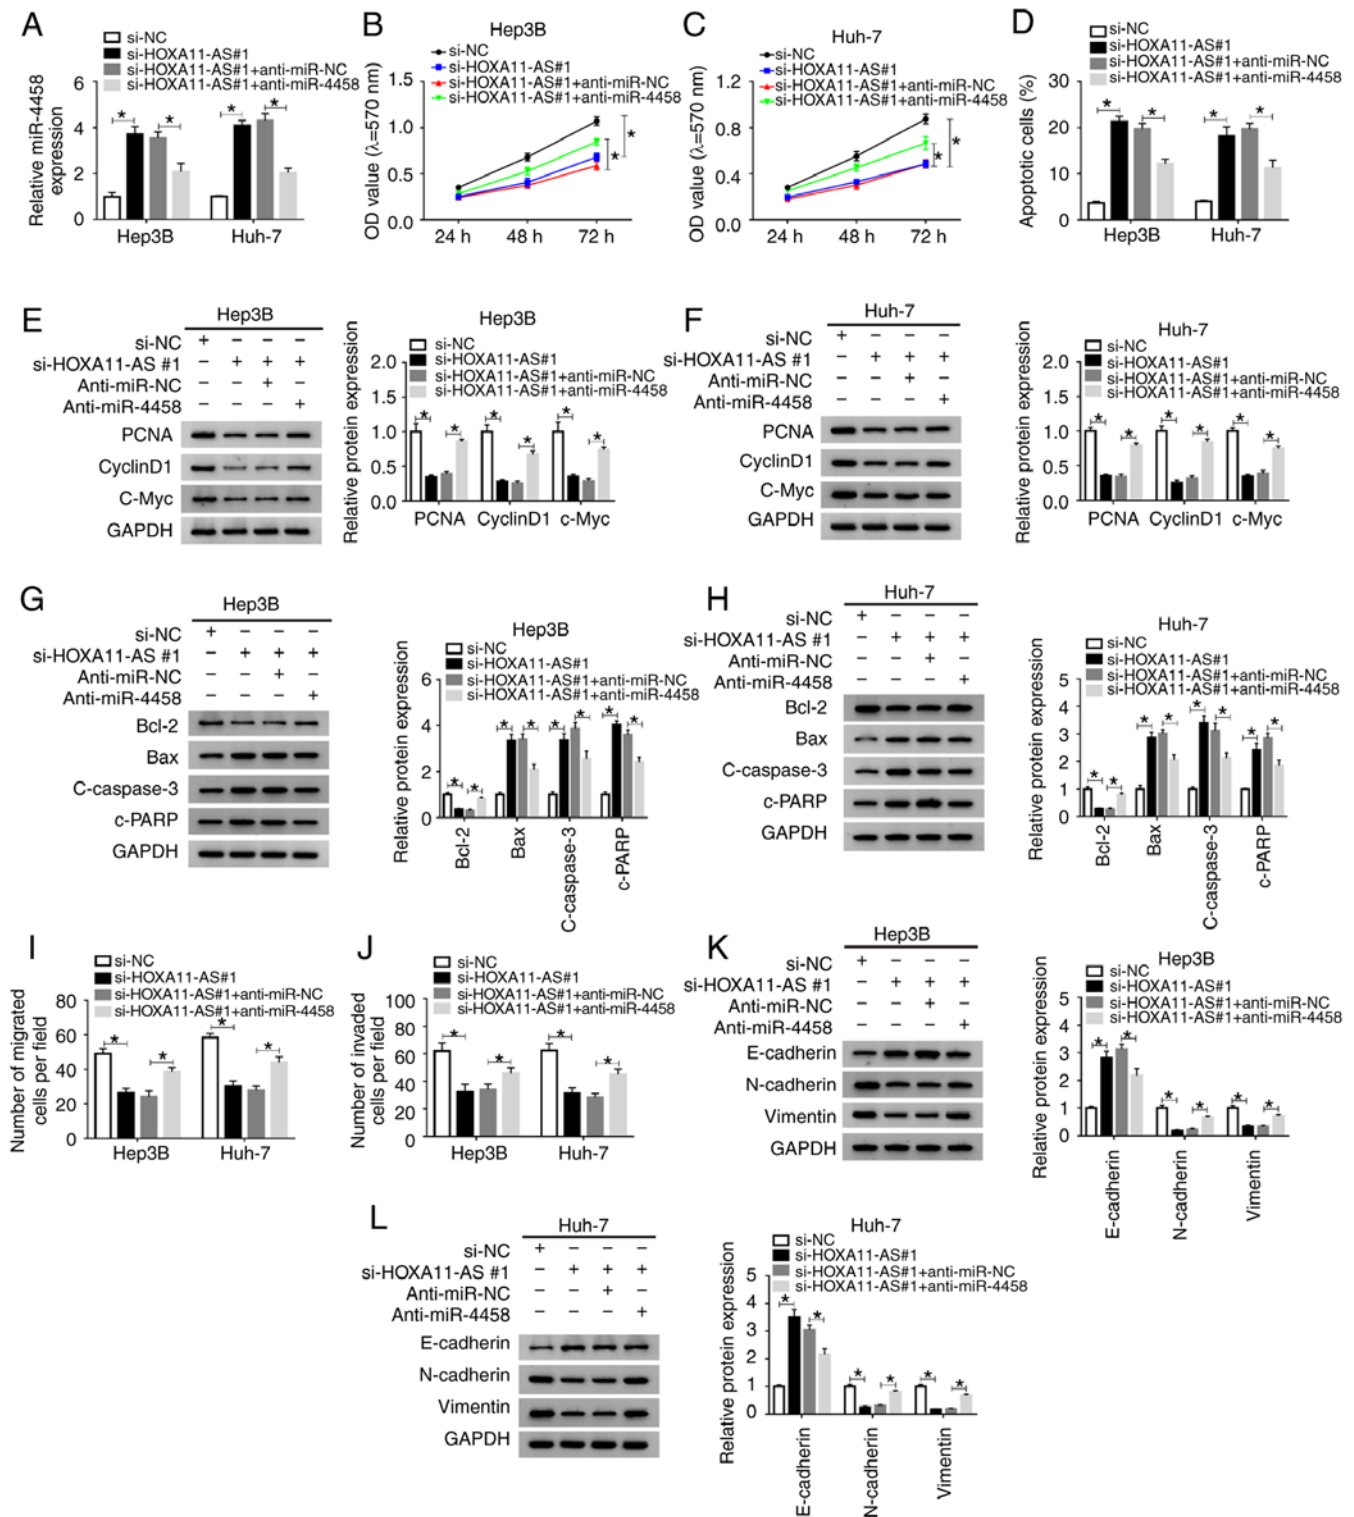 A
si-NC
si-HOXA11-AS#1
si-HOXA11-AS#1+anti-miR-NC
si-HOXA11-AS#1+anti-miR-4458
Relative miR-4458
expression
6
4
2
0
* * * *
Hep3B Huh-7
B
Hep3B
si-NC
si-HOXA11-AS#1
si-HOXA11-AS#1+anti-miR-NC
si-HOXA11-AS#1+anti-miR-4458
OD value (λ=570 nm)
1.5
1.0
0.5
0.0
* *
24 h 48 h 72 h
C
Huh-7
si-NC
si-HOXA11-AS#1
si-HOXA11-AS#1+anti-miR-NC
si-HOXA11-AS#1+anti-miR-4458
OD value (λ=570 nm)
1.2
0.8
0.4
0.0
* *
24 h 48 h 72 h
D
si-NC
si-HOXA11-AS#1
si-HOXA11-AS#1+anti-miR-NC
si-HOXA11-AS#1+anti-miR-4458
Apoptotic cells (%)
30
20
10
0
* * * *
Hep3B Huh-7
E
Hep3B
si-NC + − − −
si-HOXA11-AS #1 − + + +
Anti-miR-NC − − + −
Anti-miR-4458 − − − +
PCNA
CyclinD1
C-Myc
GAPDH
Hep3B
si-NC
si-HOXA11-AS#1
si-HOXA11-AS#1+anti-miR-NC
si-HOXA11-AS#1+anti-miR-4458
Relative protein expression
2.0
1.5
1.0
0.5
0.0
* * * * * *
PCNA CyclinD1 c-Myc
F
Huh-7
si-NC + − − −
si-HOXA11-AS #1 − + + +
Anti-miR-NC − − + −
Anti-miR-4458 − − − +
PCNA
CyclinD1
C-Myc
GAPDH
Huh-7
si-NC
si-HOXA11-AS#1
si-HOXA11-AS#1+anti-miR-NC
si-HOXA11-AS#1+anti-miR-4458
Relative protein expression
2.0
1.5
1.0
0.5
0.0
* * * * * *
PCNA CyclinD1 c-Myc
G
Hep3B
si-NC + − − −
si-HOXA11-AS #1 − + + +
Anti-miR-NC − − + −
Anti-miR-4458 − − − +
Bcl-2
Bax
C-caspase-3
c-PARP
GAPDH
Hep3B
si-NC
si-HOXA11-AS#1
si-HOXA11-AS#1+anti-miR-NC
si-HOXA11-AS#1+anti-miR-4458
Relative protein expression
6
4
2
0
* * * * * * * *
Bcl-2 Bax C-caspase-3 c-PARP
H
Huh-7
si-NC + − − −
si-HOXA11-AS #1 − + + +
Anti-miR-NC − − + −
Anti-miR-4458 − − − +
Bcl-2
Bax
C-caspase-3
c-PARP
GAPDH
Huh-7
si-NC
si-HOXA11-AS#1
si-HOXA11-AS#1+anti-miR-NC
si-HOXA11-AS#1+anti-miR-4458
Relative protein expression
5
4
3
2
1
0
* * * * * * * *
Bcl-2 Bax C-caspase-3 c-PARP
I
si-NC
si-HOXA11-AS#1
si-HOXA11-AS#1+anti-miR-NC
si-HOXA11-AS#1+anti-miR-4458
Number of migrated
cells per field
80
60
40
20
0
* * * *
Hep3B Huh-7
J
si-NC
si-HOXA11-AS#1
si-HOXA11-AS#1+anti-miR-NC
si-HOXA11-AS#1+anti-miR-4458
Number of invaded
cells per field
100
80
60
40
20
0
* * * *
Hep3B Huh-7
K
Hep3B
si-NC + − − −
si-HOXA11-AS #1 − + + +
Anti-miR-NC − − + −
Anti-miR-4458 − − − +
E-cadherin
N-cadherin
Vimentin
GAPDH
Hep3B
si-NC
si-HOXA11-AS#1
si-HOXA11-AS#1+anti-miR-NC
si-HOXA11-AS#1+anti-miR-4458
Relative protein expression
5
4
3
2
1
0
* * * * * *
E-cadherin N-cadherin Vimentin
L
Huh-7
si-NC + − − −
si-HOXA11-AS #1 − + + +
Anti-miR-NC − − + −
Anti-miR-4458 − − − +
E-cadherin
N-cadherin
Vimentin
GAPDH
Huh-7
si-NC
si-HOXA11-AS#1
si-HOXA11-AS#1+anti-miR-NC
si-HOXA11-AS#1+anti-miR-4458
Relative protein expression
5
4
3
2
1
0
* * * * * *
E-cadherin N-cadherin Vimentin